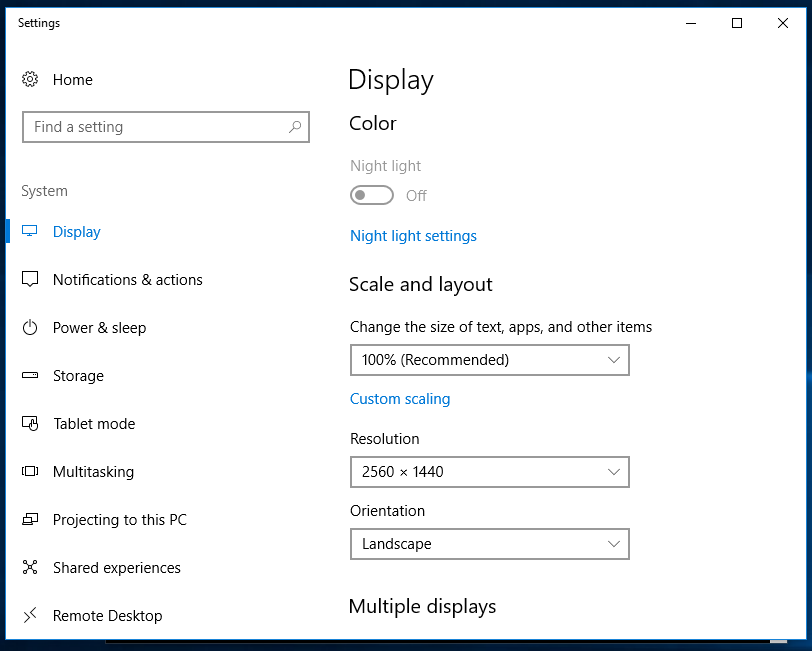 Settings
Home
Find a setting
System
Display
Notifications & actions
Power & sleep
Storage
Tablet mode
Multitasking
Projecting to this PC
Shared experiences
Remote Desktop
Display
Color
Night light
Off
Night light settings
Scale and layout
Change the size of text, apps, and other items
100% (Recommended)
Custom scaling
Resolution
2560 × 1440
Orientation
Landscape
Multiple displays